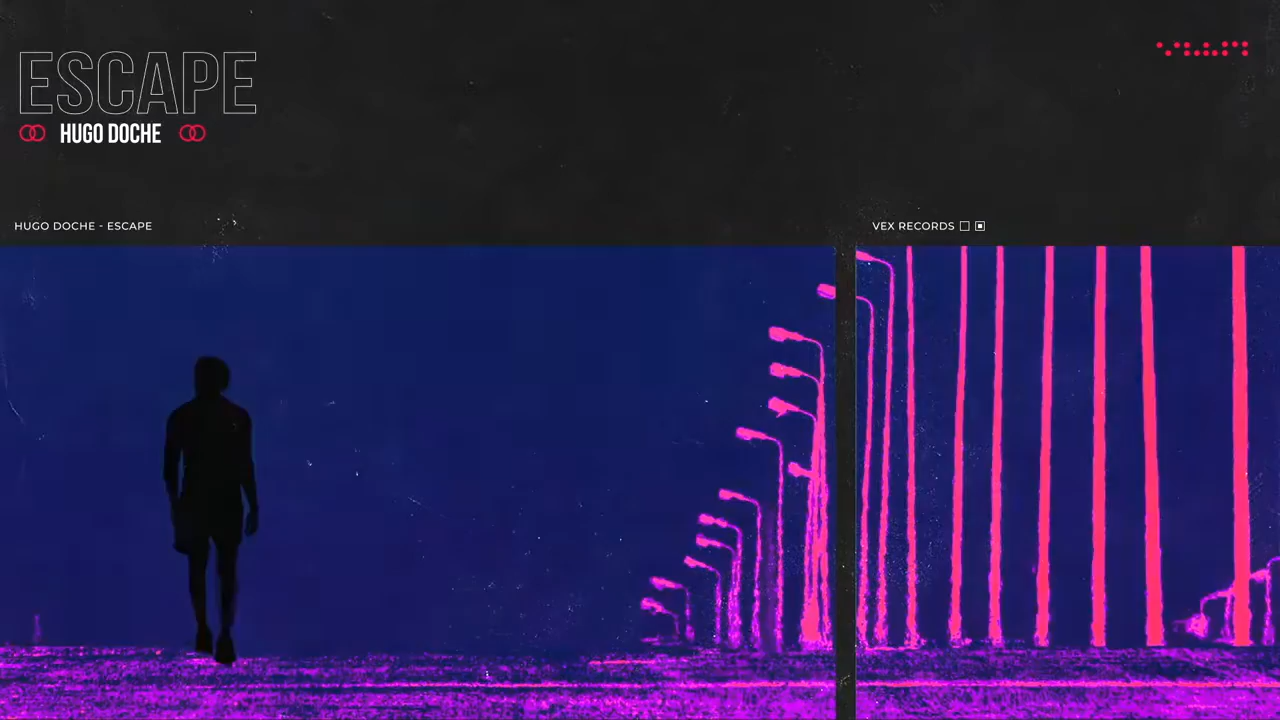 ESCAPE
HUGO DOCHE
HUGO DOCHE - ESCAPE
VEX RECORDS